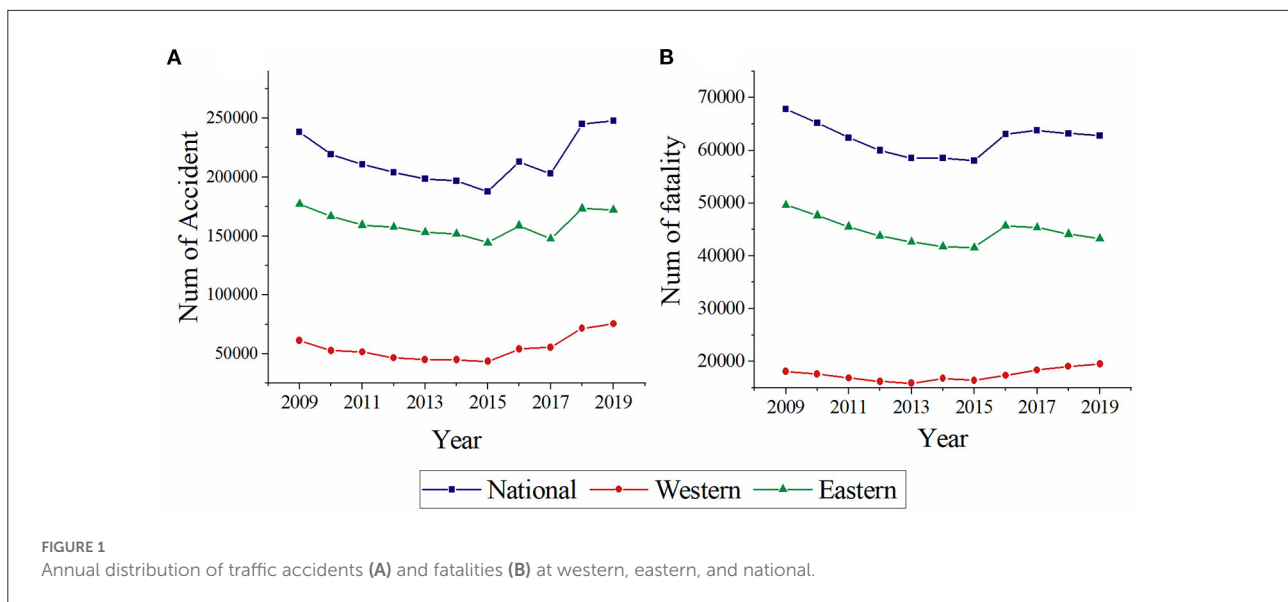 A
Num of Accident
250000
200000
150000
100000
50000
2009 2011 2013 2015 2017 2019
Year
B
Num of fatality
70000
60000
50000
40000
30000
20000
2009 2011 2013 2015 2017 2019
Year
National Western Eastern
FIGURE 1
Annual distribution of traffic accidents (A) and fatalities (B) at western, eastern, and national.